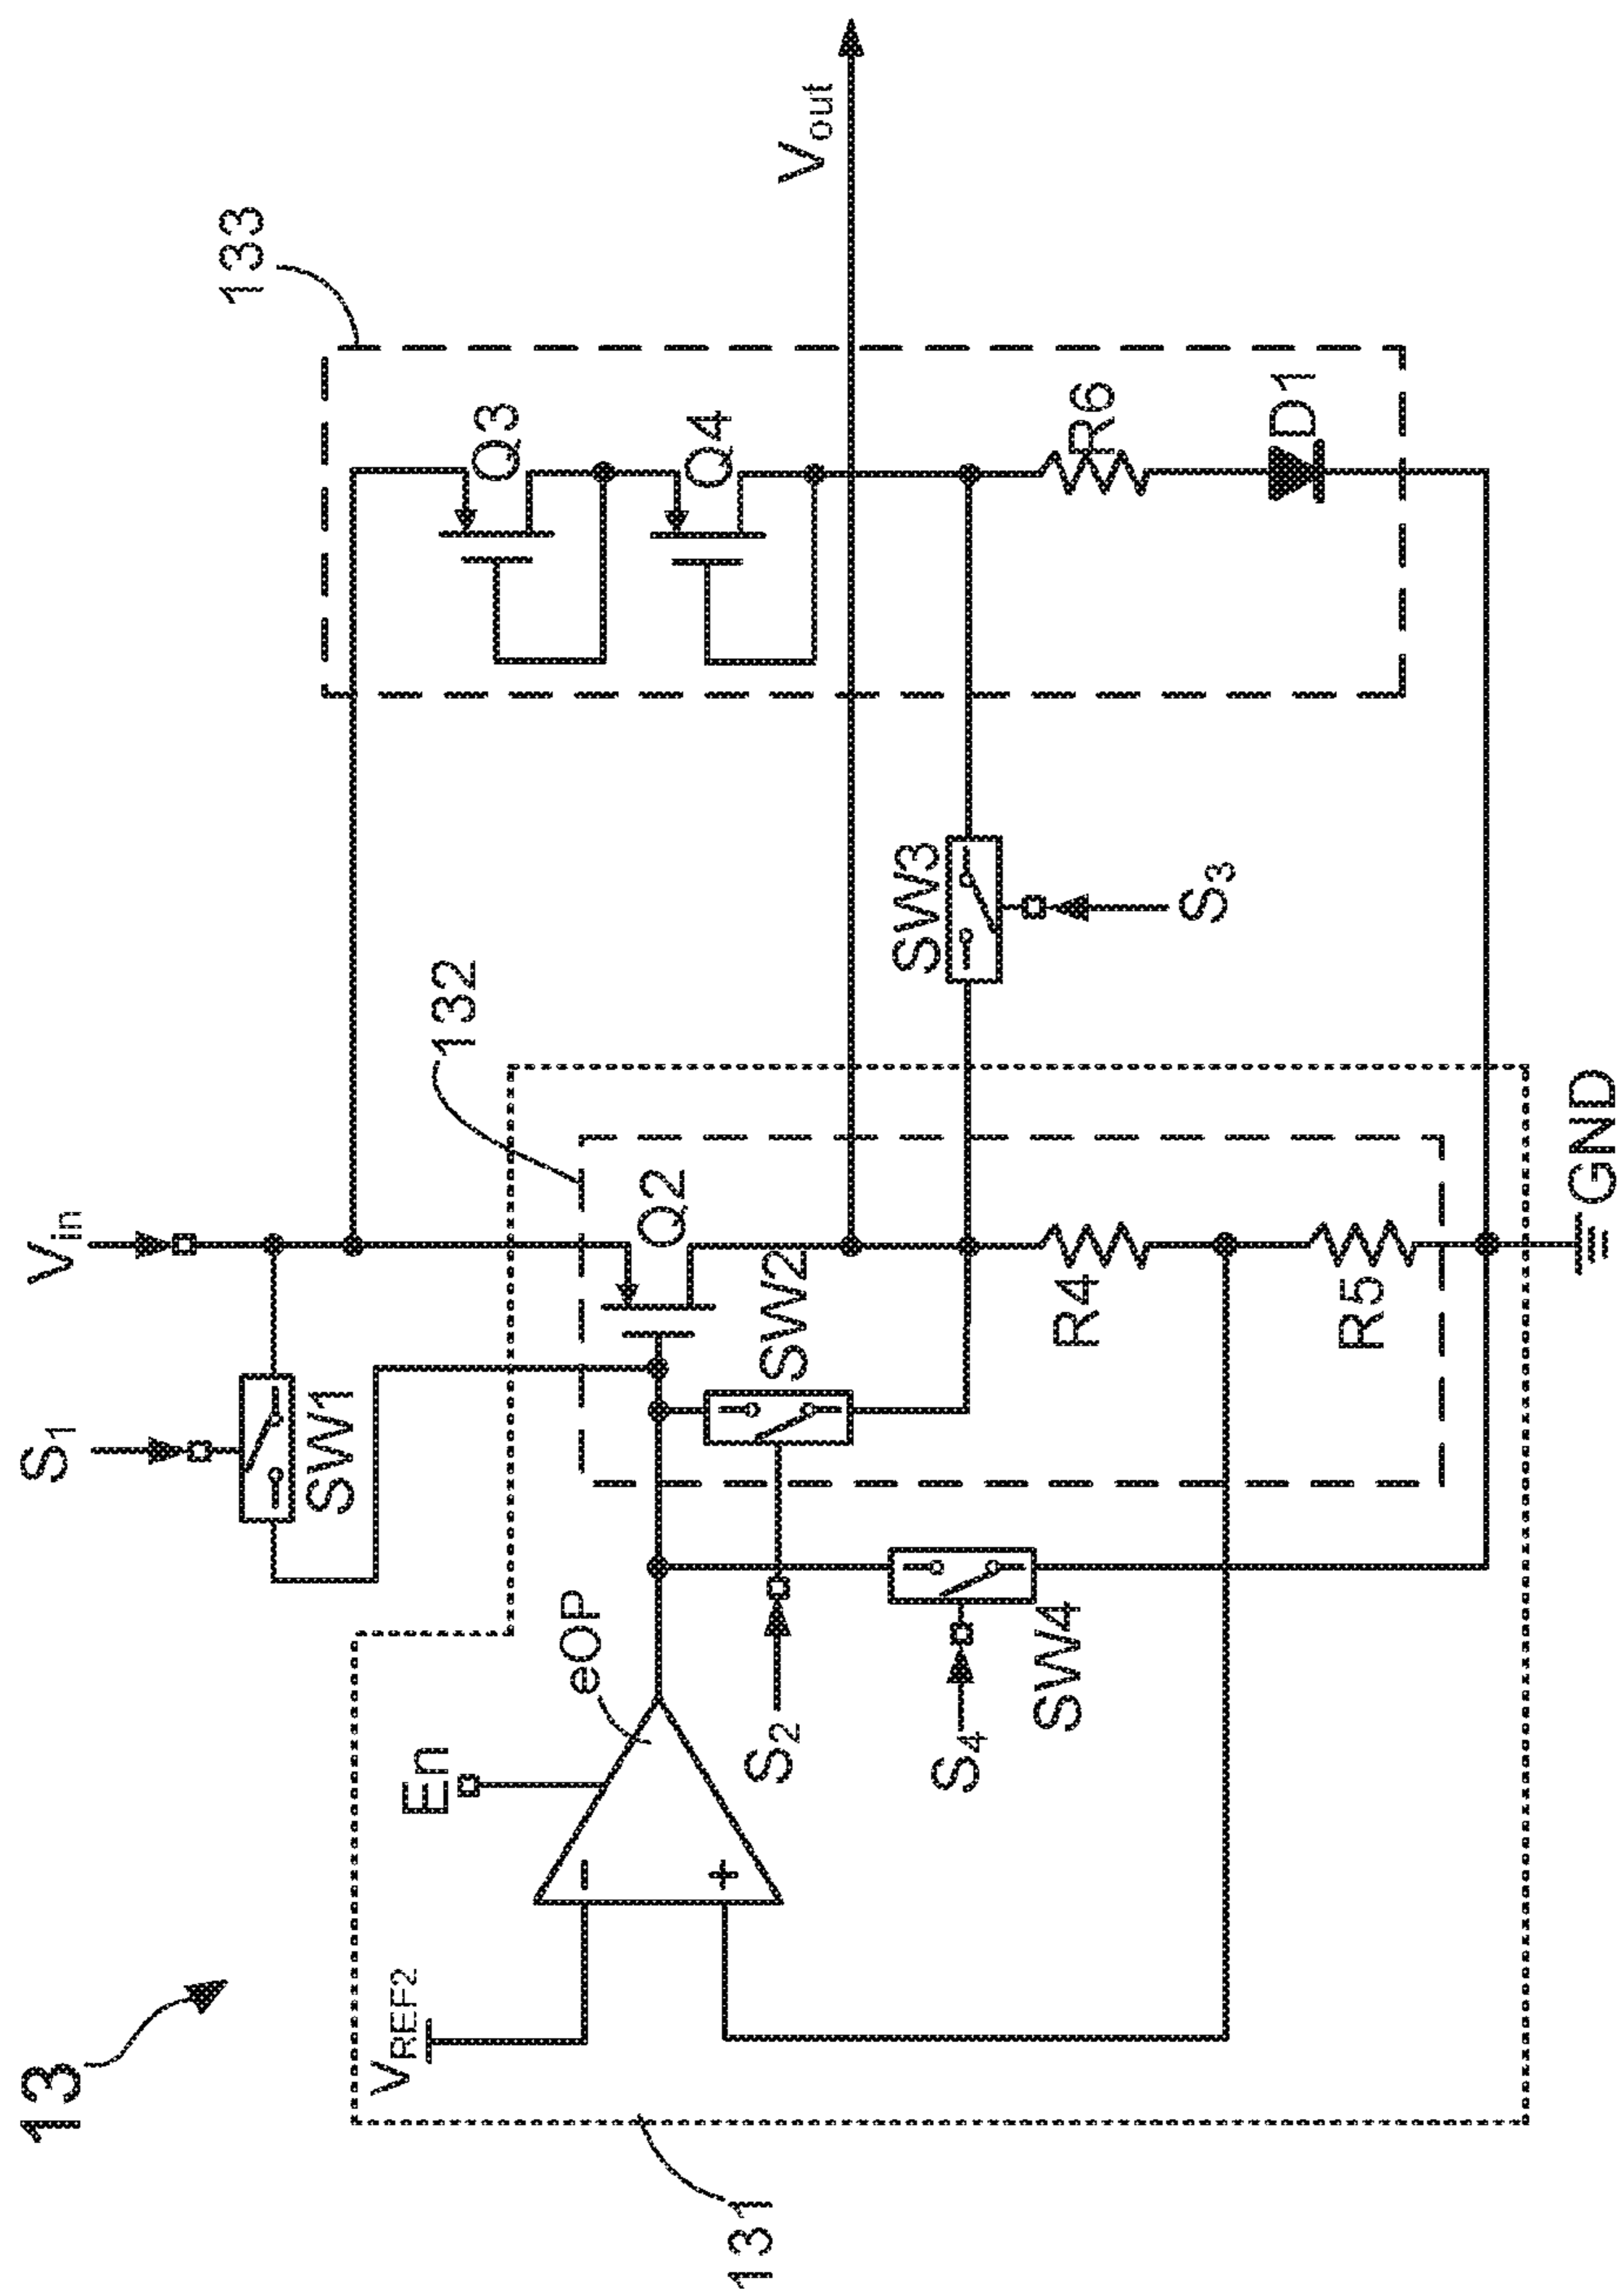 13
131
VREF2
En
eOP
S1
SW1
Vin
132
Q2
S2
SW2
S4
SW4
R4
R5
GND
SW3
S3
133
Q3
Q4
R6
D1
Vout
−
+